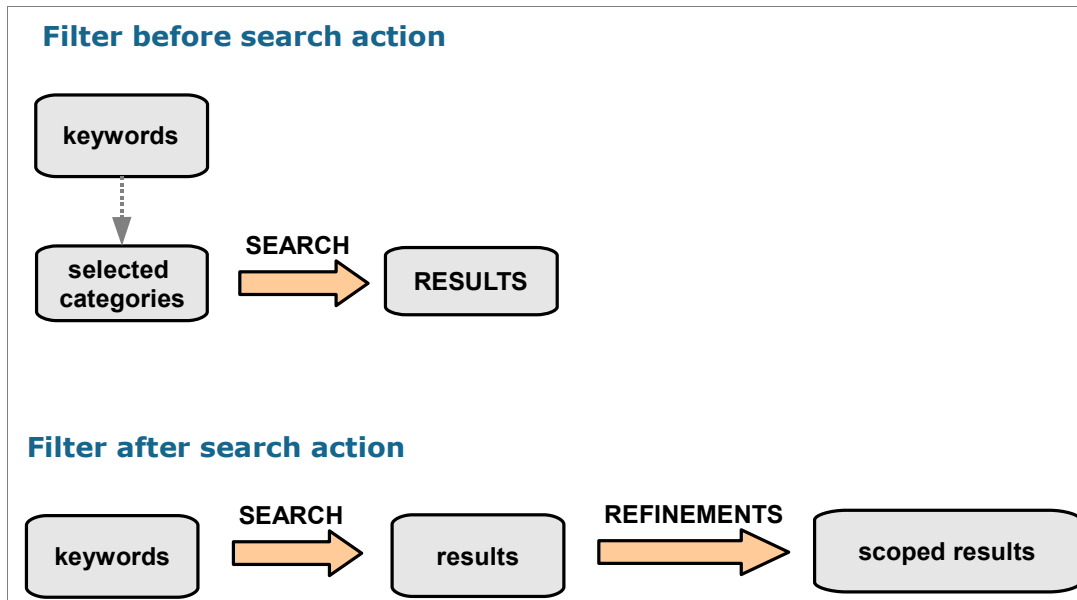 Filter before search action
keywords
SEARCH
selected
categories
RESULTS
Filter after search action
SEARCH
REFINEMENTS
keywords
results
scoped results